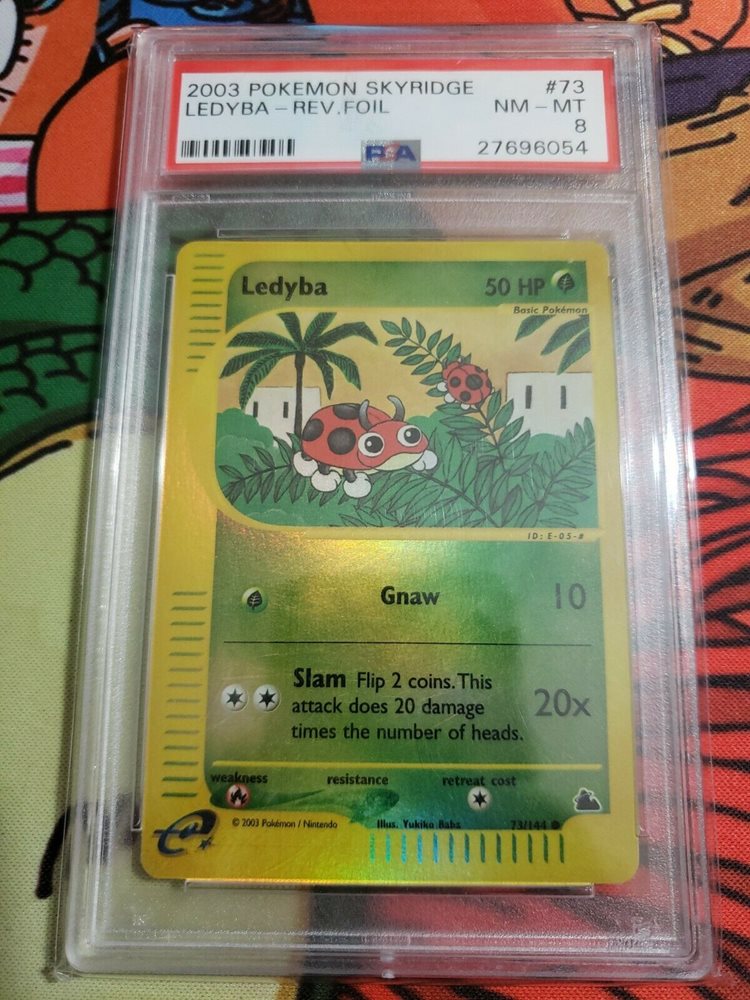 2003 POKEMON SKYRIDGE #73
LEDYBA - REV.FOIL NM - MT
8
PSA 27696054
Ledyba 50 HP
Basic Pokémon
ID: E-05-#
Gnaw 10
Slam Flip 2 coins. This
attack does 20 damage 20x
times the number of heads.
weakness resistance retreat cost
© 2003 Pokémon / Nintendo Illus. Yukiko Baba 73/144
e